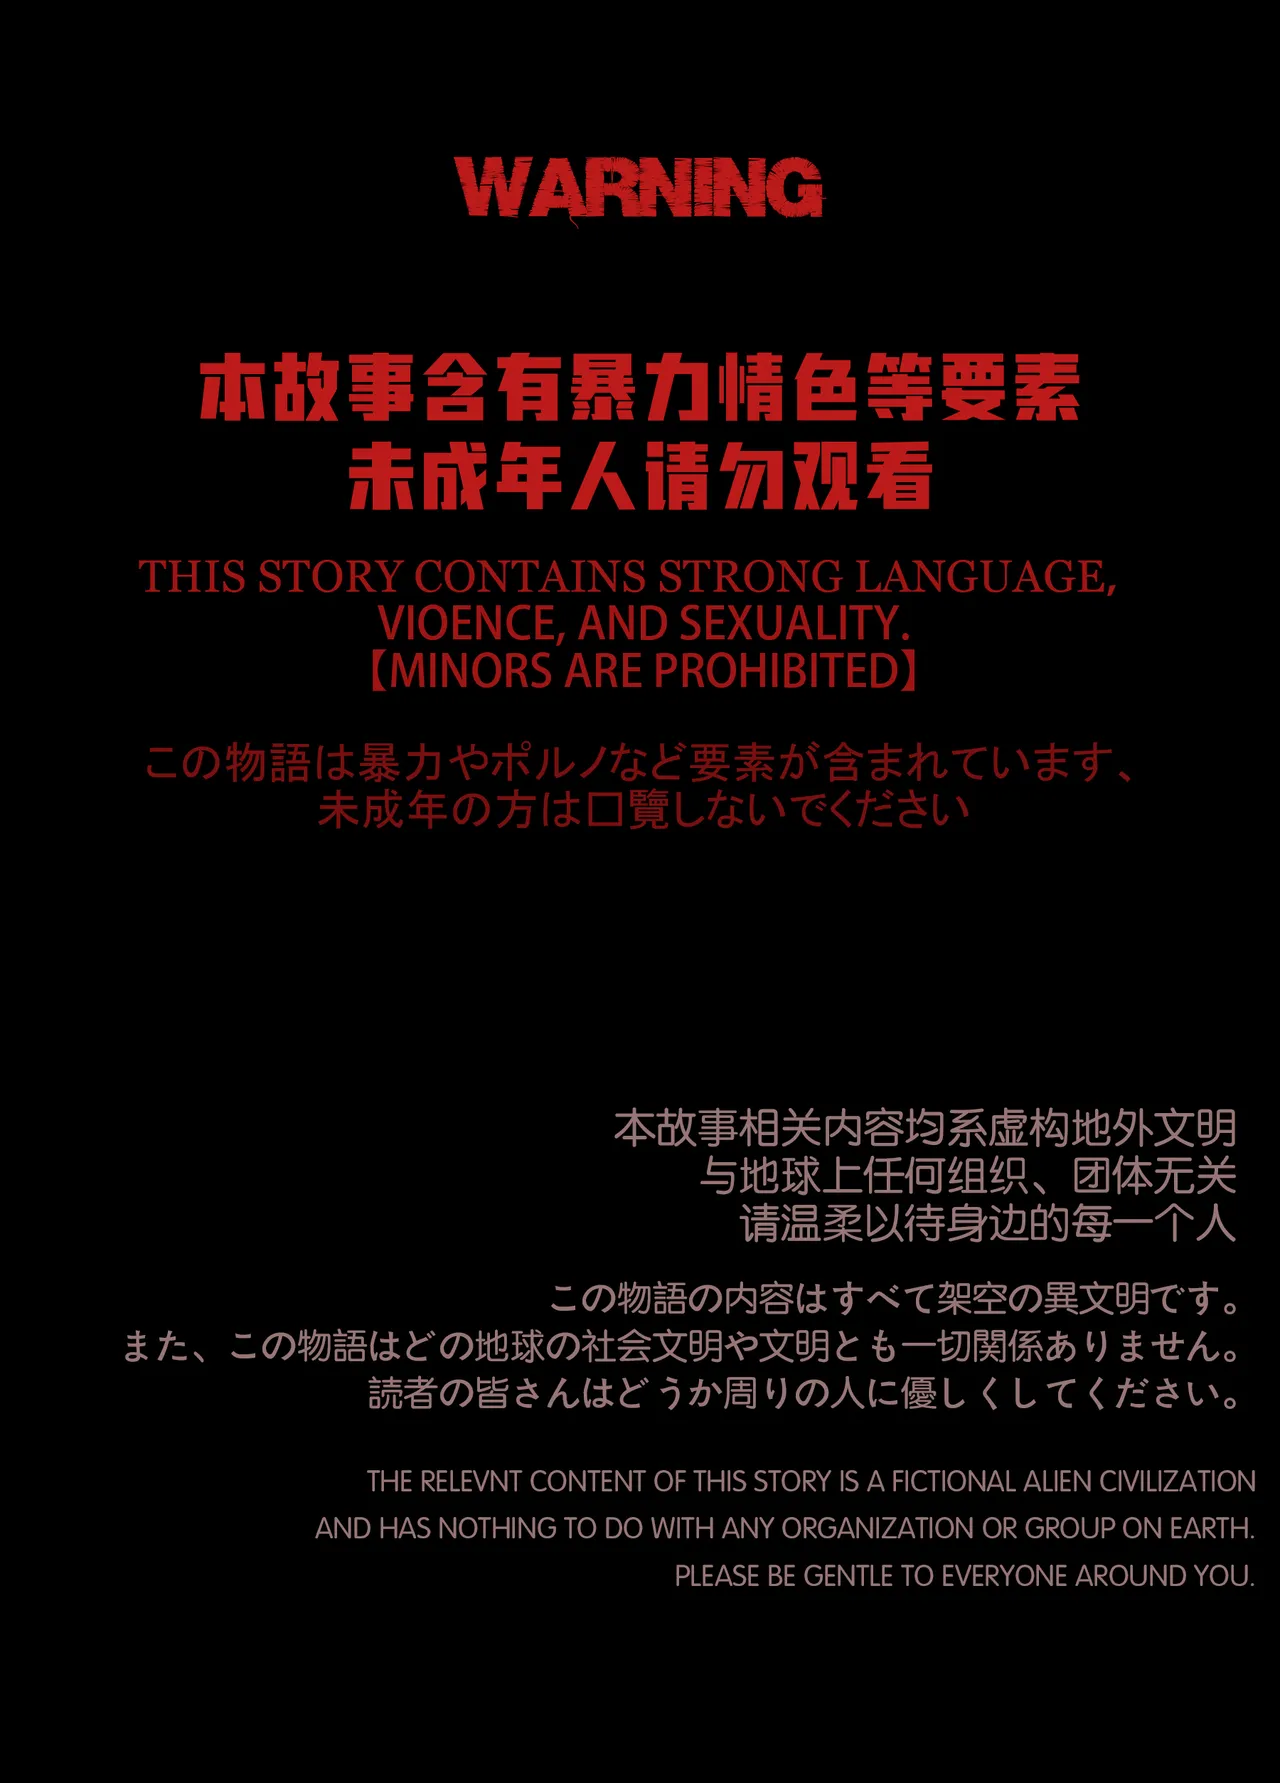 WARNING
本故事含有暴力情色等要素
未成年人请勿观看
THIS STORY CONTAINS STRONG LANGUAGE,
VIOENCE, AND SEXUALITY.
【MINORS ARE PROHIBITED】
この物語は暴力やポルノなど要素が含まれています、
未成年の方は口覽しないでください
本故事相关内容均系虚构地外文明
与地球上任何组织、团体无关
请温柔以待身边的每一个人
この物語の内容はすべて架空の異文明です。
また、この物語はどの地球の社会文明や文明とも一切関係ありません。
読者の皆さんはどうか周りの人に優しくしてください。
THE RELEVNT CONTENT OF THIS STORY IS A FICTIONAL ALIEN CIVILIZATION
AND HAS NOTHING TO DO WITH ANY ORGANIZATION OR GROUP ON EARTH.
PLEASE BE GENTLE TO EVERYONE AROUND YOU.